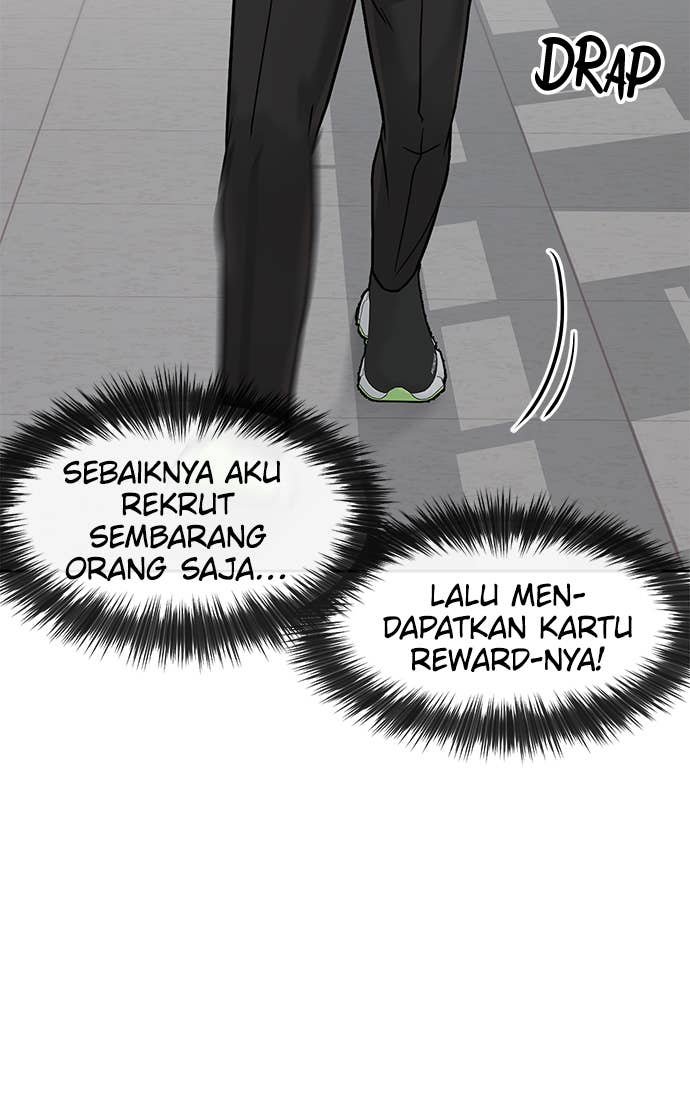 DRAP
SEBAIKNYA AKU
REKRUT
SEMBARANG
ORANG SAJA...
LALU MEN-
DAPATKAN KARTU
REWARD-NYA!